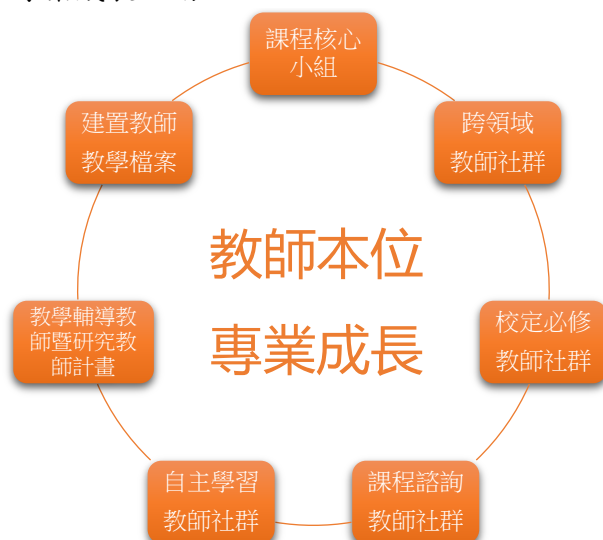 課程核心
小組
跨領域
教師社群
校定必修
教師社群
課程諮詢
教師社群
自主學習
教師社群
教學輔導教
師暨研究教
師計畫
建置教師
教學檔案
教師本位
專業成長